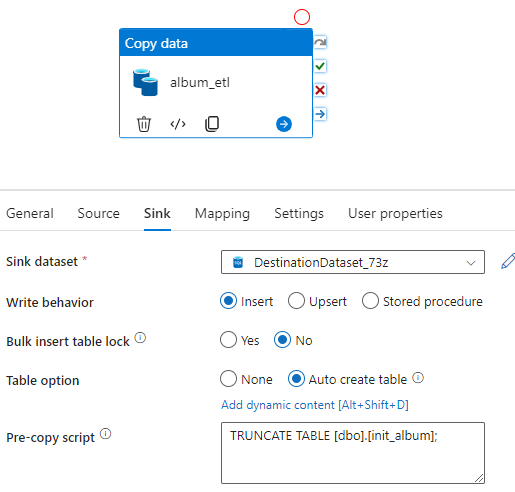 Copy data
album_etl
General Source Sink Mapping Settings User properties
Sink dataset * DestinationDataset_73z
Write behavior Insert Upsert Stored procedure
Bulk insert table lock Yes No
Table option None Auto create table
Add dynamic content [Alt+Shift+D]
Pre-copy script TRUNCATE TABLE [dbo].[init_album];